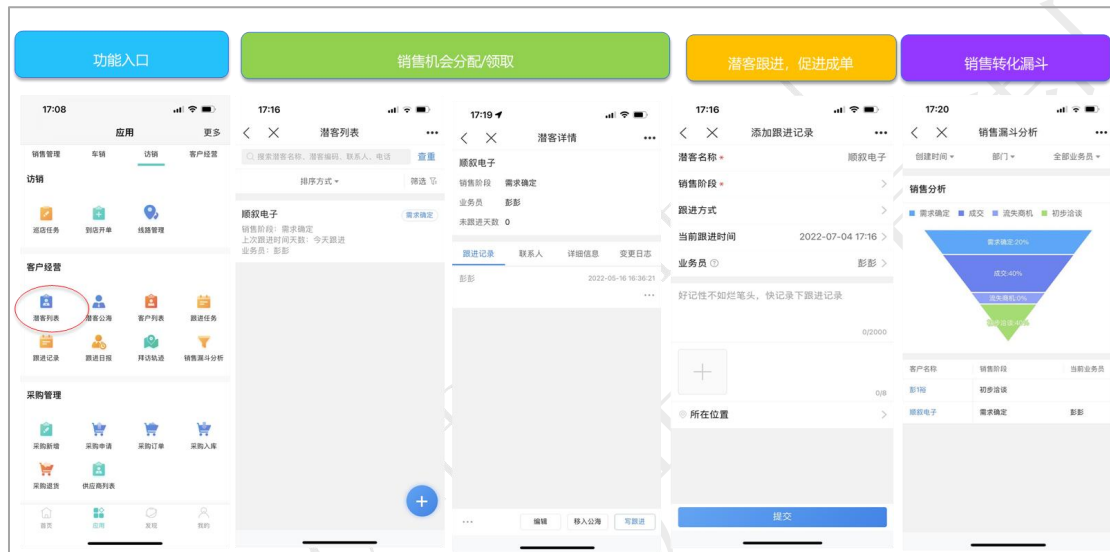 功能入口
销售机会分配/领取
潜客跟进，促进成单
销售转化漏斗
17:08
应用
更多
销售管理 车销 访销 客户经营
访销
巡店任务 到店开单 线路管理
客户经营
潜客列表 潜客公海 客户列表 跟进任务
跟进记录 跟进日报 拜访轨迹 销售漏斗分析
采购管理
采购新增 采购申请 采购订单 采购入库
采购退货 供应商列表
首页 应用 发现 我的
17:16
潜客列表
搜索潜客名称、潜客编码、联系人、电话 查重
排序方式 筛选
顺叙电子 需求确定
销售阶段：需求确定
上次跟进时间天数：今天跟进
业务员：彭彭
17:19
潜客详情
顺叙电子
销售阶段 需求确定
业务员 彭彭
未跟进天数 0
跟进记录 联系人 详细信息 变更日志
彭彭 2022-05-16 16:36:21
编辑 移入公海 写跟进
17:16
添加跟进记录
潜客名称* 顺叙电子
销售阶段*
跟进方式
当前跟进时间 2022-07-04 17:16
业务员 彭彭
好记性不如烂笔头，快记录下跟进记录
0/2000
0/8
所在位置
提交
17:20
销售漏斗分析
创建时间 部门 全部业务员
销售分析
需求确定 成交 流失商机 初步洽谈
需求确定:20%
成交:40%
流失商机:0%
初步洽谈:40%
客户名称 销售阶段 当前业务员
初步洽谈
顺叙电子 需求确定 彭彭